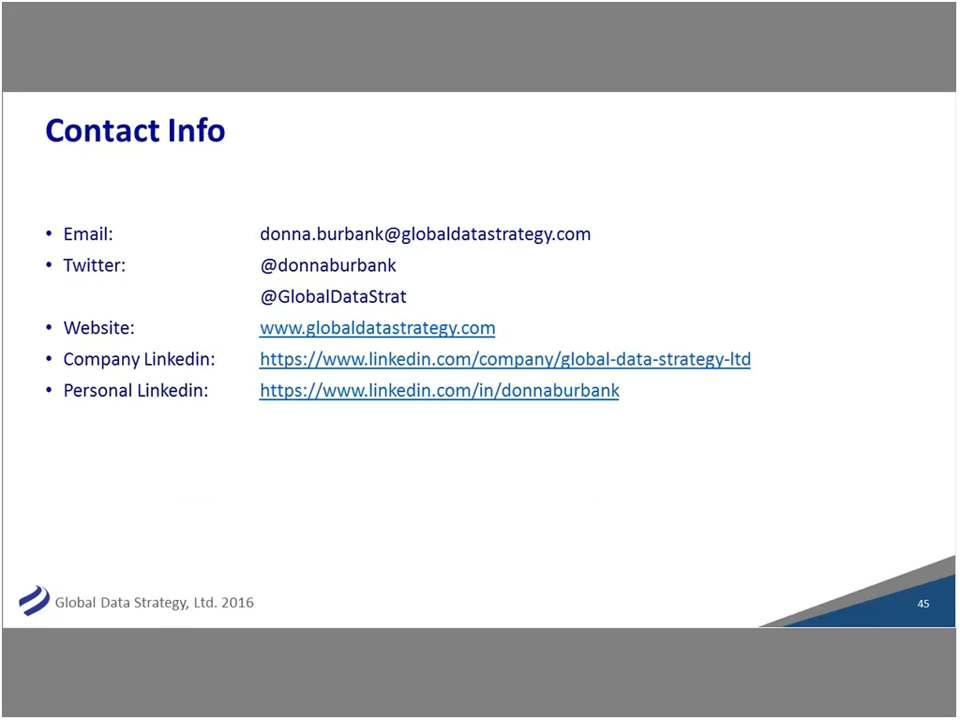 Contact Info
• Email: donna.burbank@globaldatastrategy.com
• Twitter: @donnaburbank
@GlobalDataStrat
• Website: www.globaldatastrategy.com
• Company Linkedin: https://www.linkedin.com/company/global-data-strategy-ltd
• Personal Linkedin: https://www.linkedin.com/in/donnaburbank
Global Data Strategy, Ltd. 2016
45